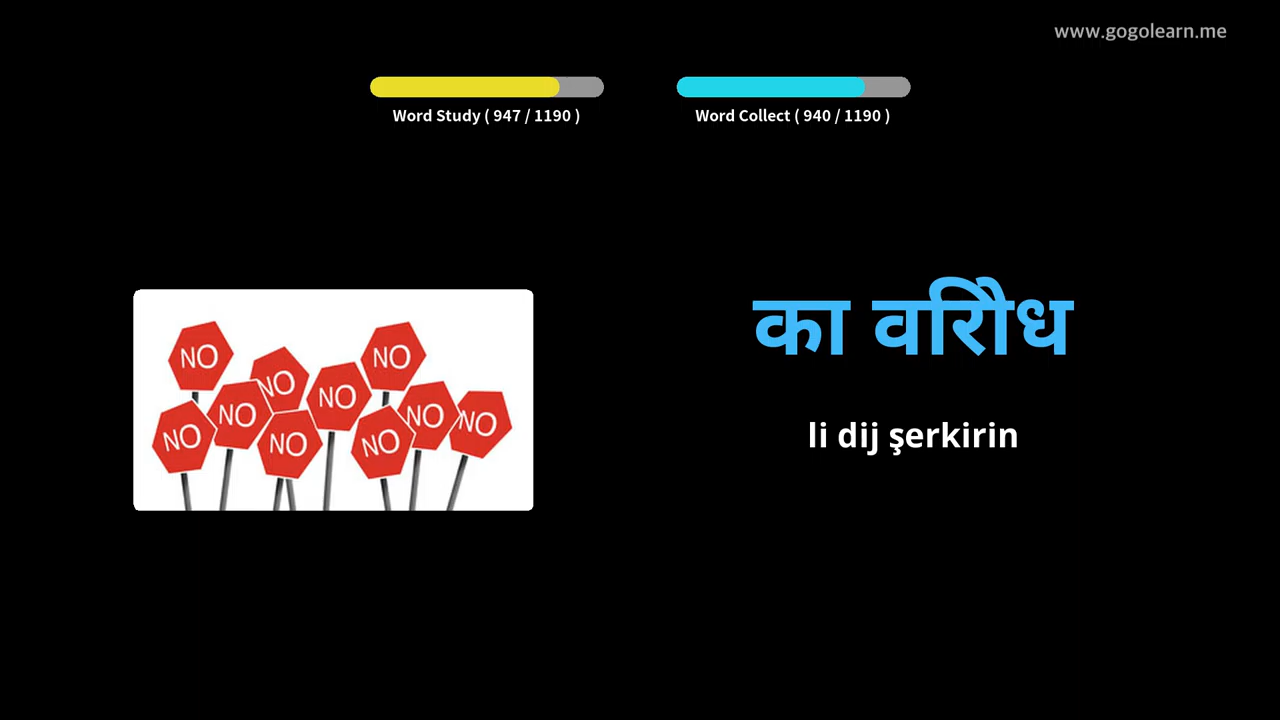 www.gogolearn.me
Word Study ( 947 / 1190 )
Word Collect ( 940 / 1190 )
NO NO
NO NO
NO NO NO
NO NO NO
का वरिोध
li dij şerkirin